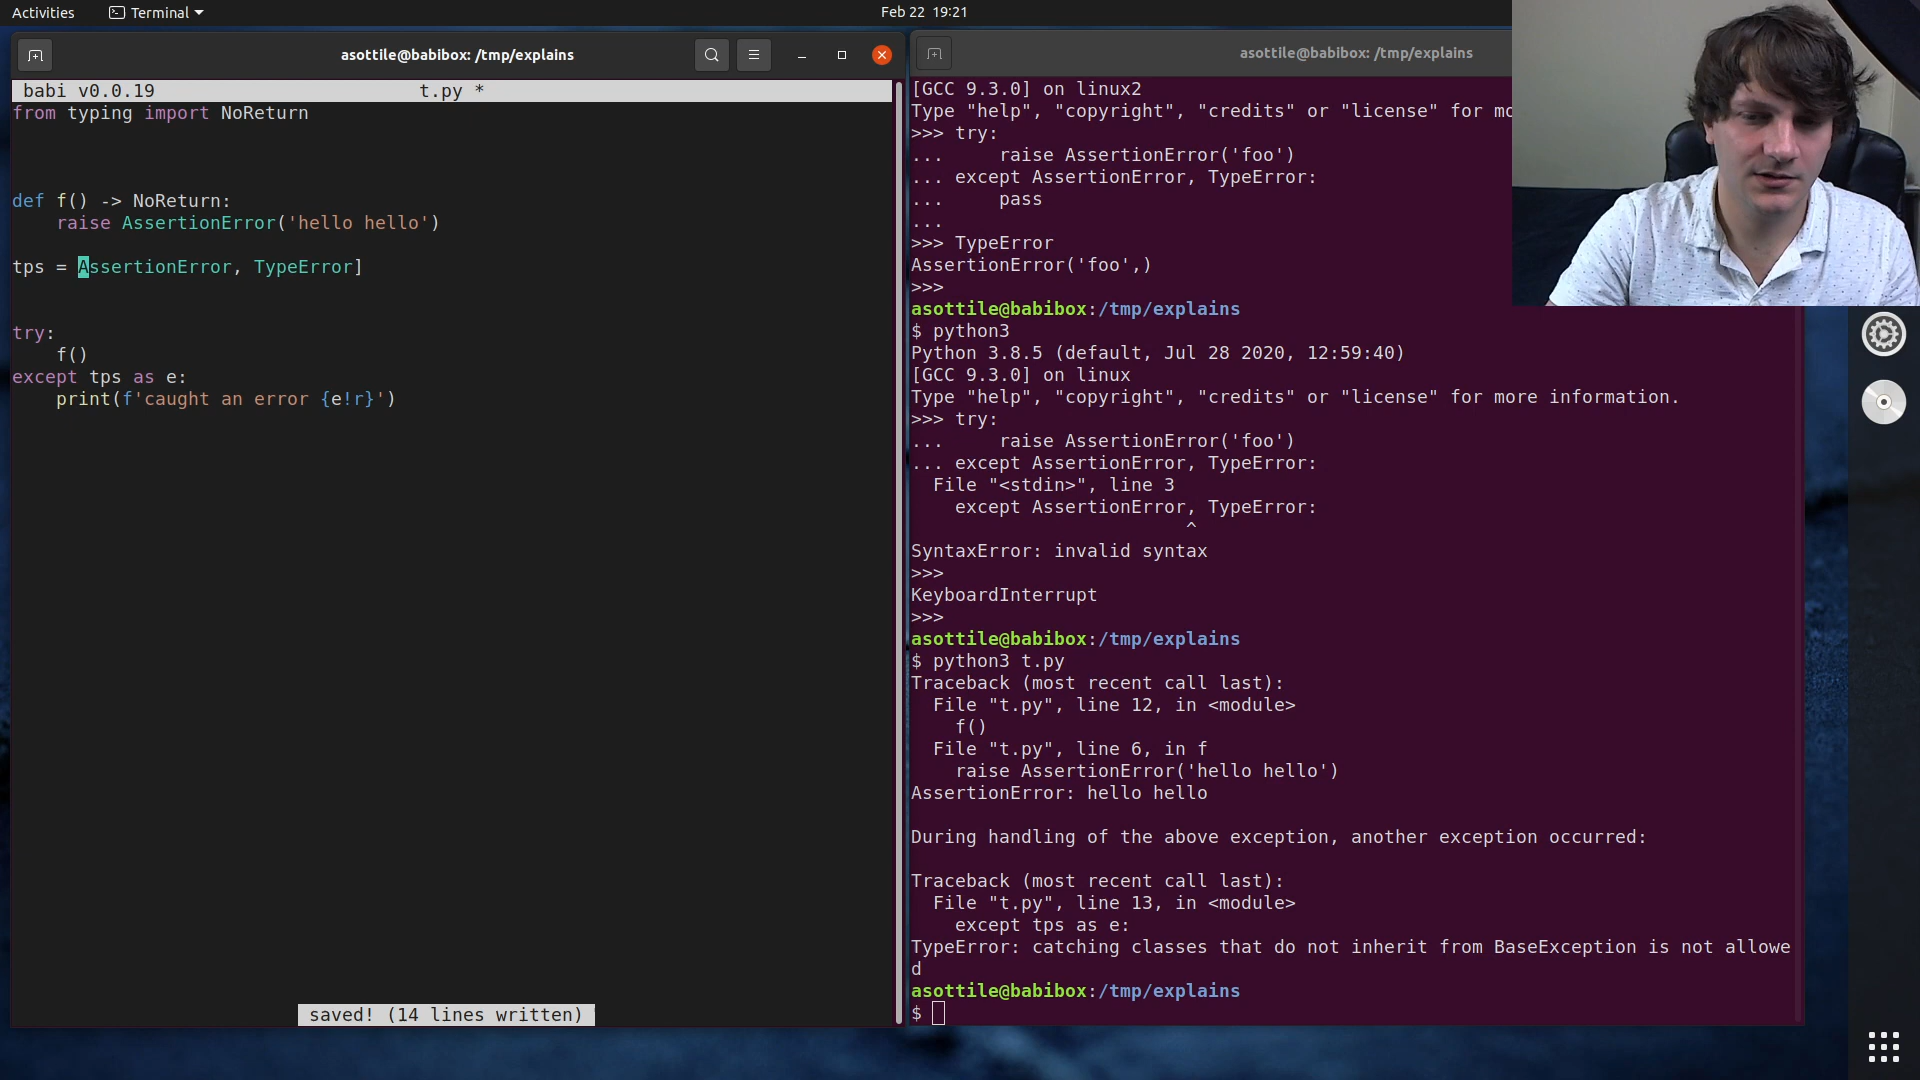 Activities
Terminal
Feb 22 19:21
asottile@babibox: /tmp/explains
babi v0.0.19 t.py *
from typing import NoReturn
def f() -> NoReturn:
    raise AssertionError('hello hello')
tps = AssertionError, TypeError]
try:
    f()
except tps as e:
    print(f'caught an error {e!r}')
saved! (14 lines written)
asottile@babibox: /tmp/explains
[GCC 9.3.0] on linux2
Type "help", "copyright", "credits" or "license" for mo
>>> try:
...     raise AssertionError('foo')
... except AssertionError, TypeError:
...     pass
...
>>> TypeError
AssertionError('foo',)
>>>
asottile@babibox:/tmp/explains
$ python3
Python 3.8.5 (default, Jul 28 2020, 12:59:40)
[GCC 9.3.0] on linux
Type "help", "copyright", "credits" or "license" for more information.
>>> try:
...     raise AssertionError('foo')
... except AssertionError, TypeError:
  File "<stdin>", line 3
    except AssertionError, TypeError:
                         ^
SyntaxError: invalid syntax
>>>
KeyboardInterrupt
>>>
asottile@babibox:/tmp/explains
$ python3 t.py
Traceback (most recent call last):
  File "t.py", line 12, in <module>
    f()
  File "t.py", line 6, in f
    raise AssertionError('hello hello')
AssertionError: hello hello
During handling of the above exception, another exception occurred:
Traceback (most recent call last):
  File "t.py", line 13, in <module>
    except tps as e:
TypeError: catching classes that do not inherit from BaseException is not allowe
d
asottile@babibox:/tmp/explains
$